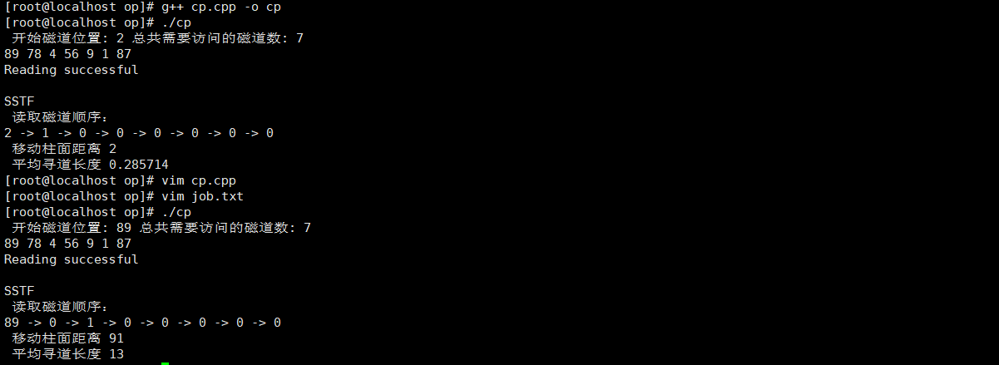 [root@localhost op]# g++ cp.cpp -o cp
[root@localhost op]# ./cp
开始磁道位置: 2 总共需要访问的磁道数: 7
89 78 4 56 9 1 87
Reading successful
SSTF
读取磁道顺序:
2 -> 1 -> 0 -> 0 -> 0 -> 0 -> 0 -> 0
移动柱面距离 2
平均寻道长度 0.285714
[root@localhost op]# vim cp.cpp
[root@localhost op]# vim job.txt
[root@localhost op]# ./cp
开始磁道位置: 89 总共需要访问的磁道数: 7
89 78 4 56 9 1 87
Reading successful
SSTF
读取磁道顺序:
89 -> 0 -> 1 -> 0 -> 0 -> 0 -> 0 -> 0
移动柱面距离 91
平均寻道长度 13